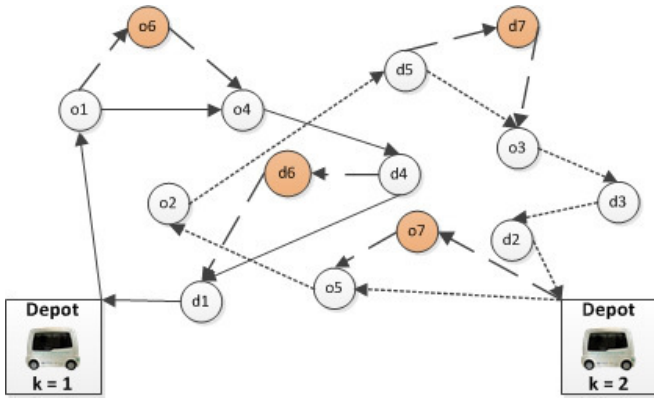 o6
d7
d5
o1
o4
o3
d6
d4
o2
d3
o7
d2
o5
d1
Depot
k = 1
Depot
k = 2